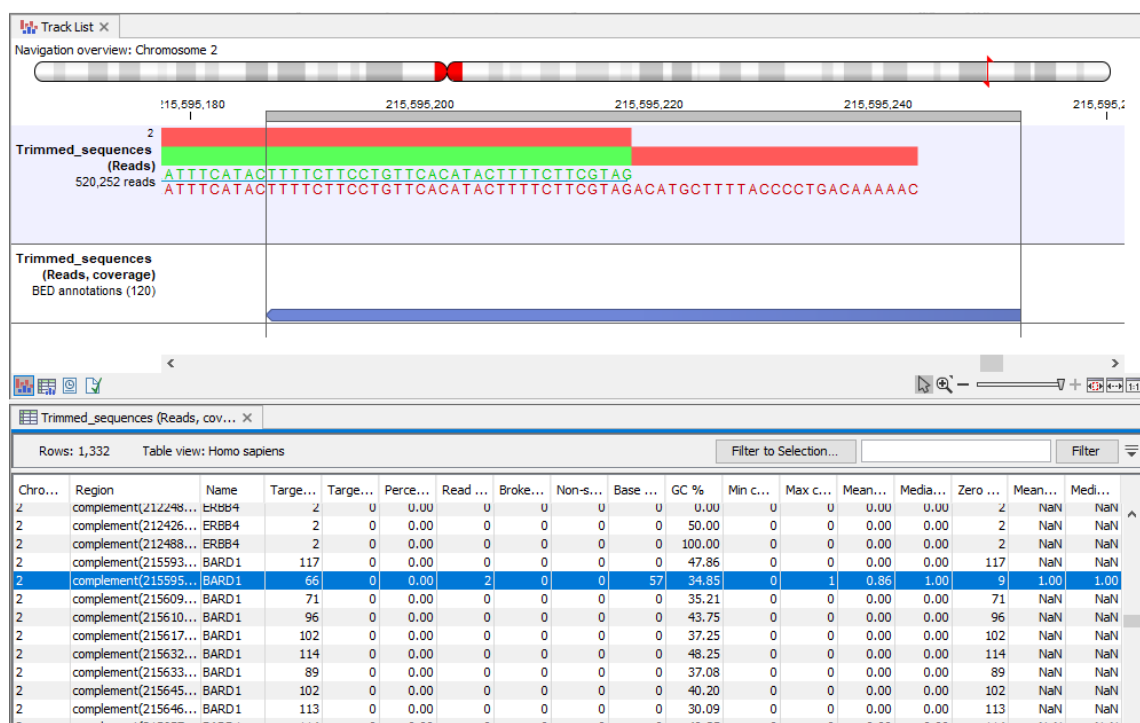 Track List
Navigation overview: Chromosome 2
215,595,180 215,595,200 215,595,220 215,595,240 215,595,2
2
Trimmed_sequences
(Reads)
520,252 reads
ATTTCATACTTTTCTTCCTGTTCACATACTTTTCTTCGTAG
ATTTCATACTTTTCTTCCTGTTCACATACTTTTCTTCGTAGACATGCTTTTACCCCTGACAAAAAC
Trimmed_sequences
(Reads, coverage)
BED annotations (120)
1:1
Trimmed_sequences (Reads, cov...
Rows: 1,332 Table view: Homo sapiens Filter to Selection... Filter
Chro... Region Name Targe... Targe... Perce... Read ... Broke... Non-s... Base ... GC % Min c... Max c... Mean... Media... Zero ... Mean... Medi...
2 complement(212248... ERBB4 2 0 0.00 0 0 0 0 0.00 0 0 0.00 0.00 2 NaN NaN
2 complement(212426... ERBB4 2 0 0.00 0 0 0 0 50.00 0 0 0.00 0.00 2 NaN NaN
2 complement(212488... ERBB4 2 0 0.00 0 0 0 0 100.00 0 0 0.00 0.00 2 NaN NaN
2 complement(215593... BARD1 117 0 0.00 0 0 0 0 47.86 0 0 0.00 0.00 117 NaN NaN
2 complement(215595... BARD1 66 0 0.00 2 0 0 57 34.85 0 1 0.86 1.00 9 1.00 1.00
2 complement(215609... BARD1 71 0 0.00 0 0 0 0 35.21 0 0 0.00 0.00 71 NaN NaN
2 complement(215610... BARD1 96 0 0.00 0 0 0 0 43.75 0 0 0.00 0.00 96 NaN NaN
2 complement(215617... BARD1 102 0 0.00 0 0 0 0 37.25 0 0 0.00 0.00 102 NaN NaN
2 complement(215632... BARD1 114 0 0.00 0 0 0 0 48.25 0 0 0.00 0.00 114 NaN NaN
2 complement(215633... BARD1 89 0 0.00 0 0 0 0 37.08 0 0 0.00 0.00 89 NaN NaN
2 complement(215645... BARD1 102 0 0.00 0 0 0 0 40.20 0 0 0.00 0.00 102 NaN NaN
2 complement(215646... BARD1 113 0 0.00 0 0 0 0 30.09 0 0 0.00 0.00 113 NaN NaN